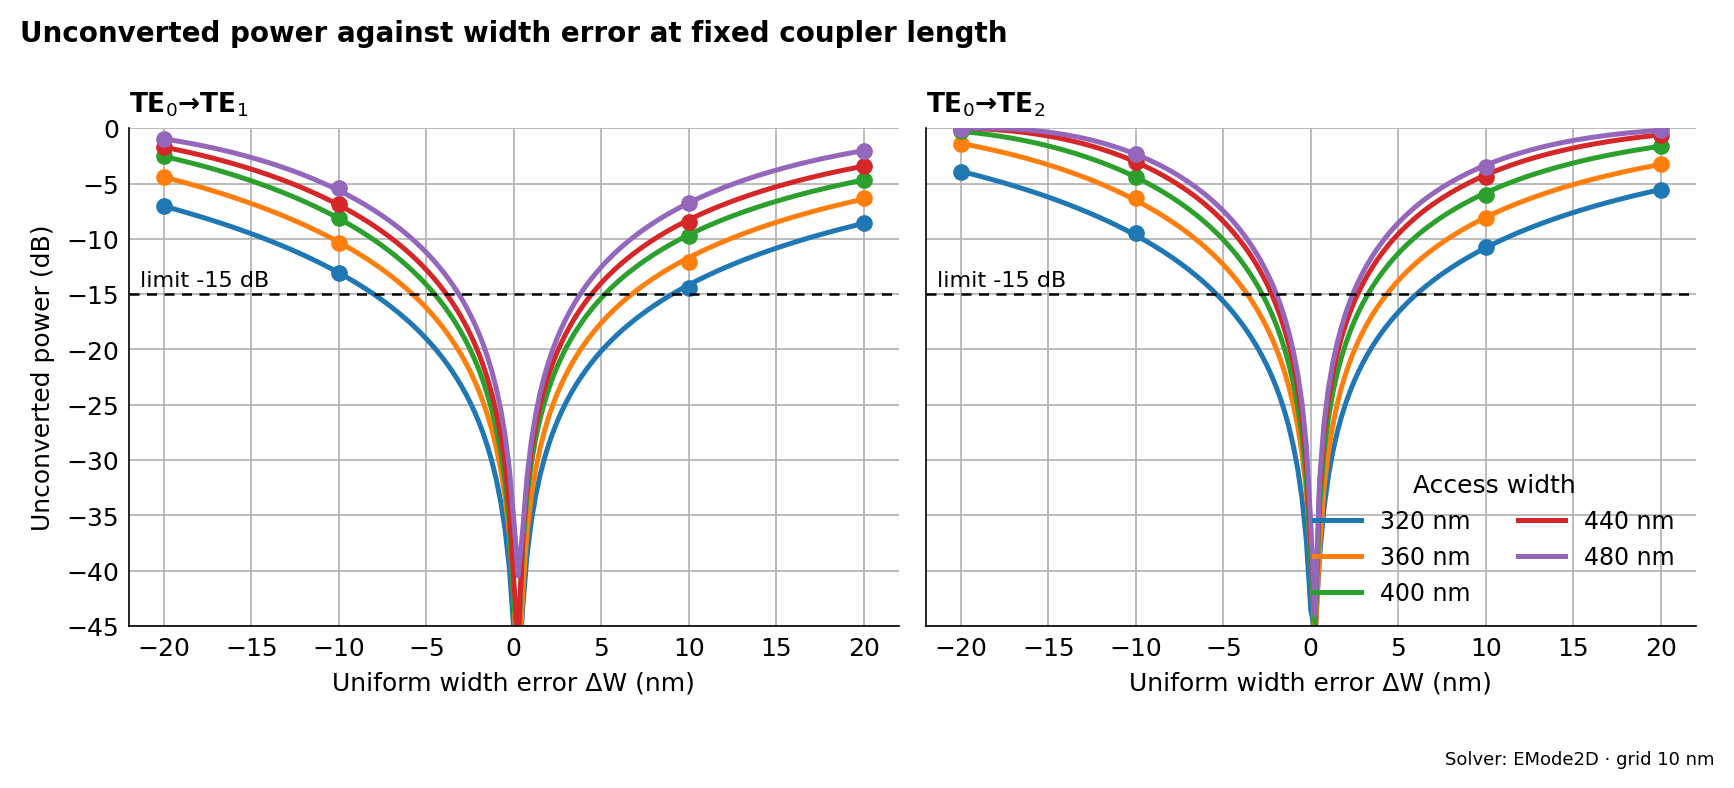 Unconverted power against width error at fixed coupler length
TE₀→TE₁
TE₀→TE₂
Unconverted power (dB)
0
−5
−10
−15
−20
−25
−30
−35
−40
−45
limit -15 dB
limit -15 dB
Access width
320 nm
360 nm
400 nm
440 nm
480 nm
−20 −15 −10 −5 0 5 10 15 20
−20 −15 −10 −5 0 5 10 15 20
Uniform width error ΔW (nm)
Uniform width error ΔW (nm)
Solver: EMode2D · grid 10 nm